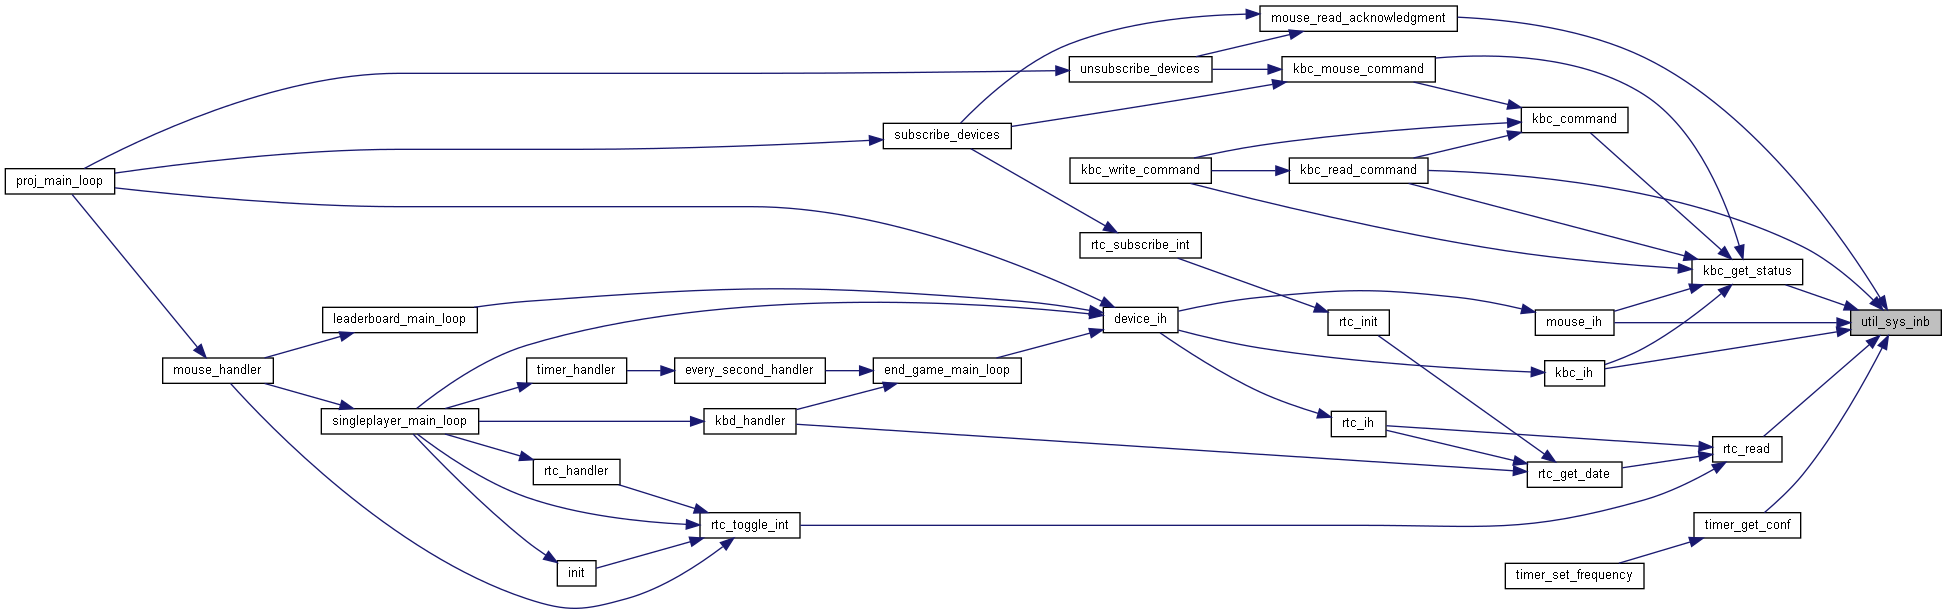 mouse_read_acknowledgment
unsubscribe_devices
kbc_mouse_command
kbc_command
subscribe_devices
kbc_write_command
kbc_read_command
proj_main_loop
rtc_subscribe_int
kbc_get_status
leaderboard_main_loop
device_ih
rtc_init
mouse_ih
util_sys_inb
mouse_handler
timer_handler
every_second_handler
end_game_main_loop
kbc_ih
singleplayer_main_loop
kbd_handler
rtc_ih
rtc_read
rtc_handler
rtc_get_date
rtc_toggle_int
timer_get_conf
init
timer_set_frequency